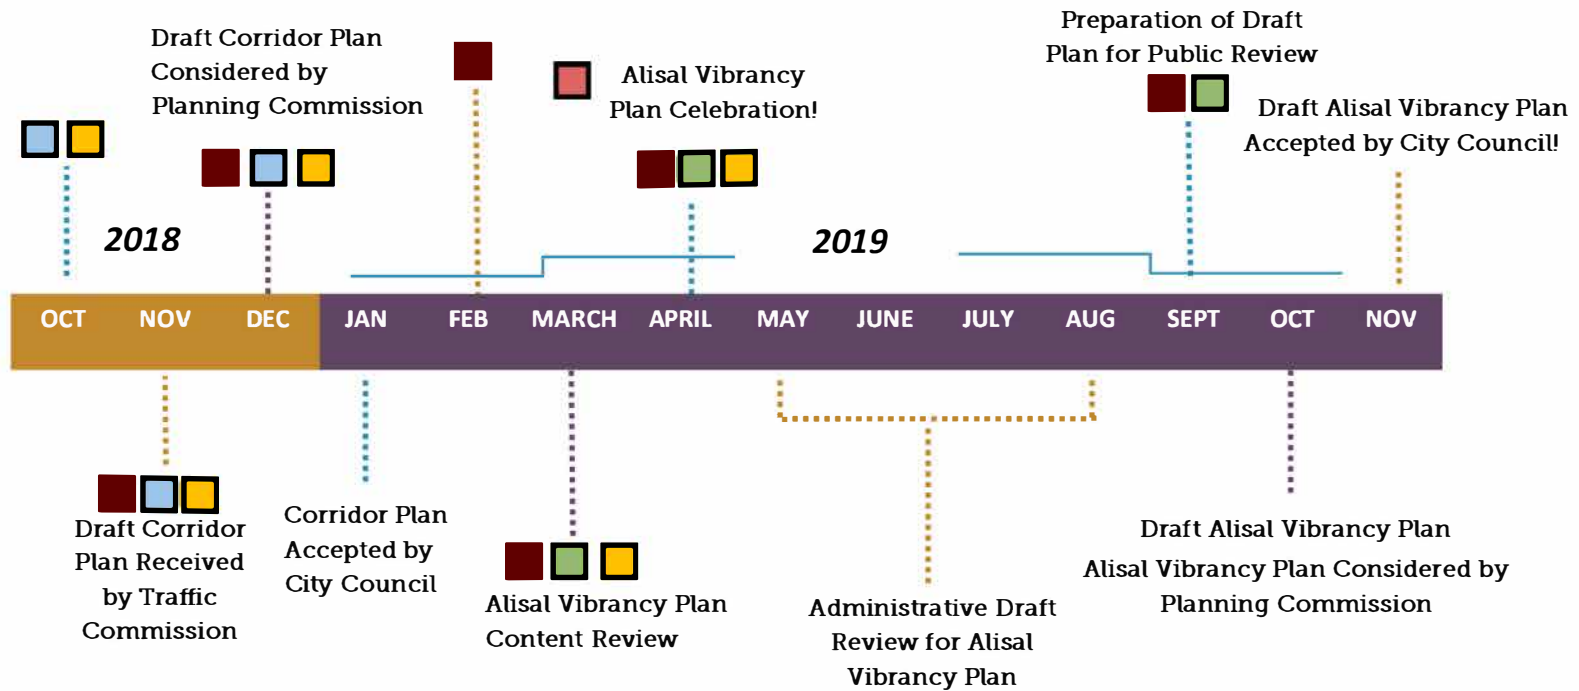 Draft Corridor Plan
Considered by
Planning Commission
Alisal Vibrancy
Plan Celebration!
Preparation of Draft
Plan for Public Review
Draft Alisal Vibrancy Plan
Accepted by City Council!
2018
2019
OCT NOV DEC JAN FEB MARCH APRIL MAY JUNE JULY AUG SEPT OCT NOV
Draft Corridor
Plan Received
by Traffic
Commission
Corridor Plan
Accepted by
City Council
Alisal Vibrancy Plan
Content Review
Administrative Draft
Review for Alisal
Vibrancy Plan
Draft Alisal Vibrancy Plan
Alisal Vibrancy Plan Considered by
Planning Commission